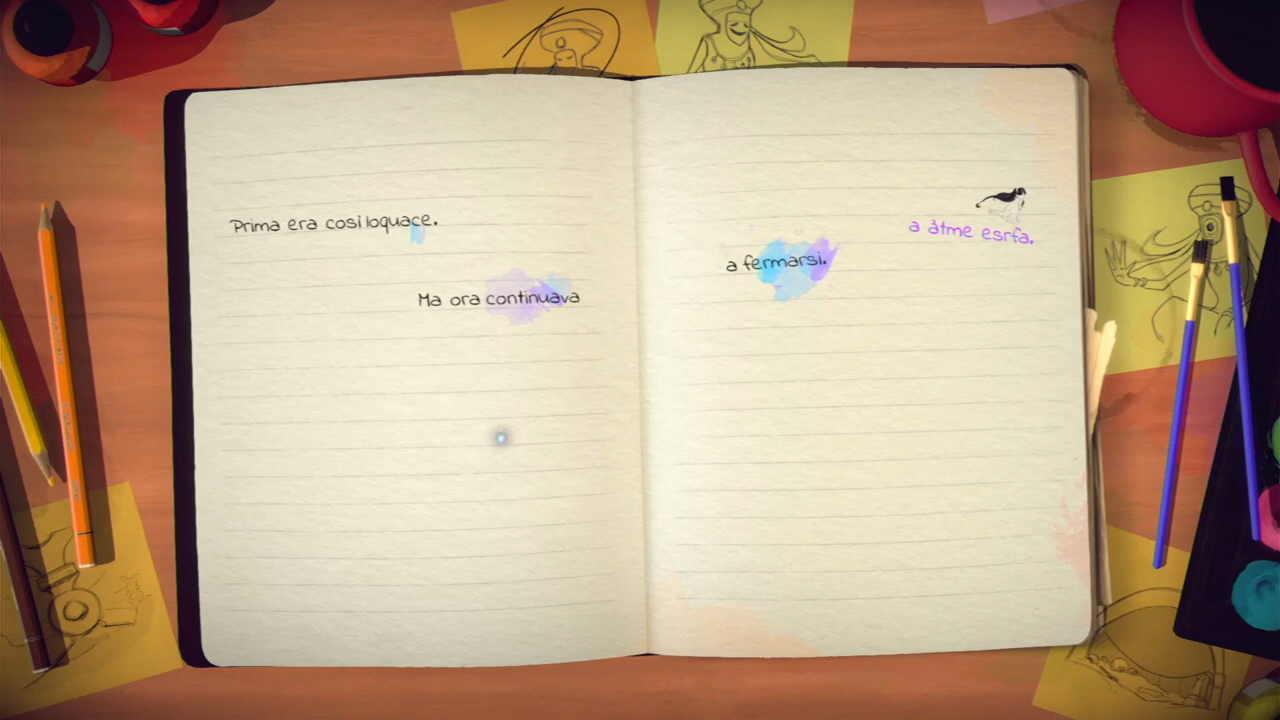 Prima era così loquace.
Ma ora continuava
a fermarsi.
a àtme esrfa.